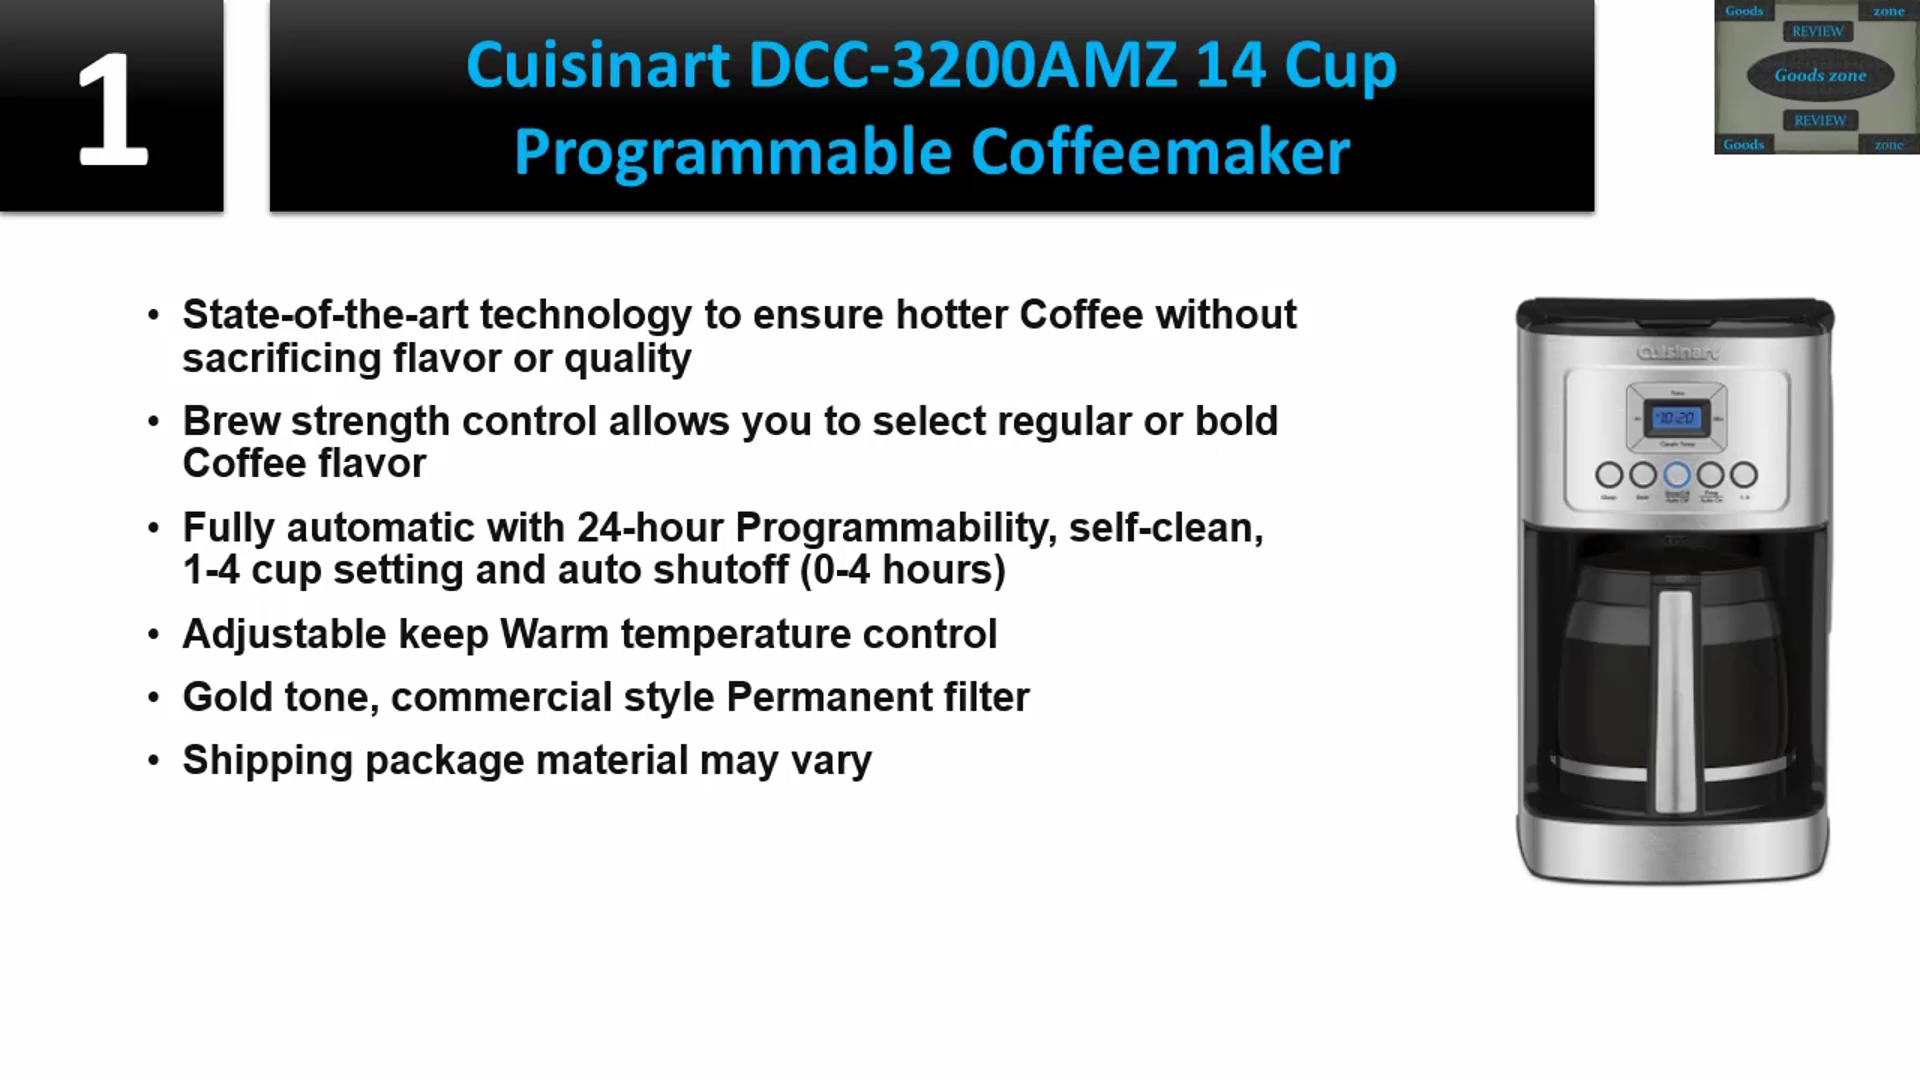 1
Cuisinart DCC-3200AMZ 14 Cup
Programmable Coffeemaker
Goods zone
REVIEW
Goods zone
REVIEW
Goods zone
• State-of-the-art technology to ensure hotter Coffee without
sacrificing flavor or quality
• Brew strength control allows you to select regular or bold
Coffee flavor
• Fully automatic with 24-hour Programmability, self-clean,
1-4 cup setting and auto shutoff (0-4 hours)
• Adjustable keep Warm temperature control
• Gold tone, commercial style Permanent filter
• Shipping package material may vary
Cuisinart
10:20